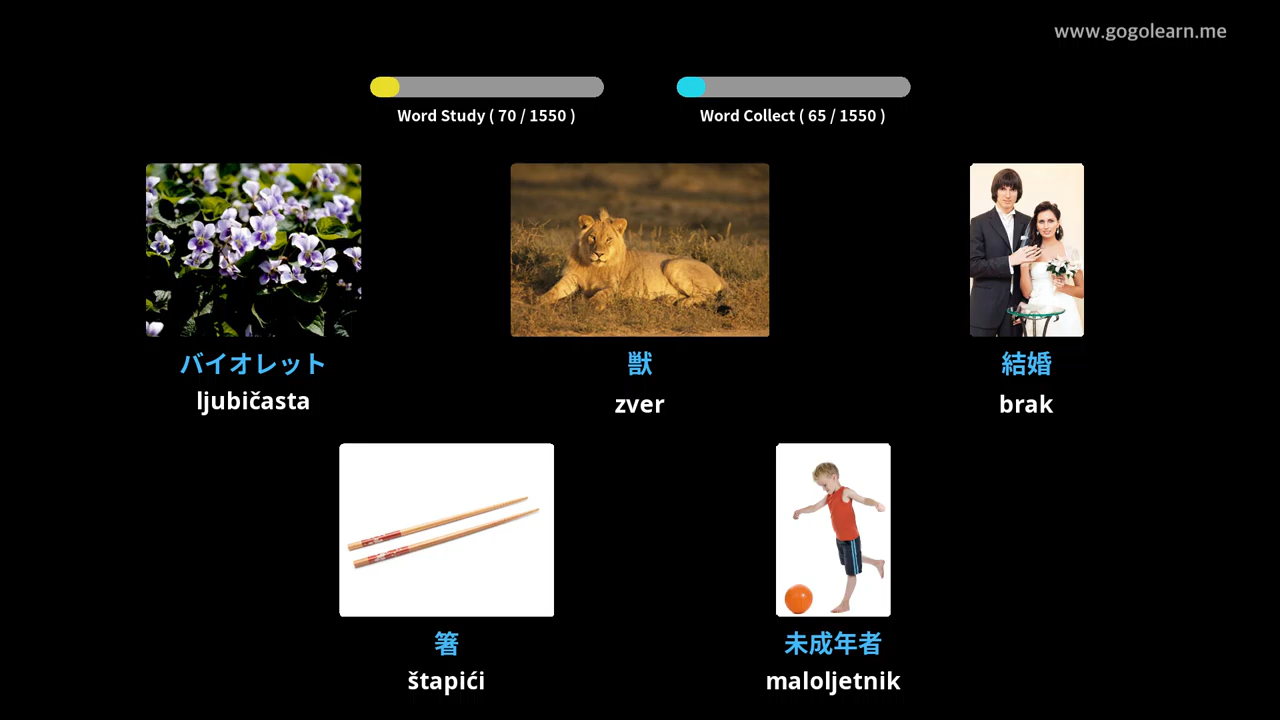 www.gogolearn.me
Word Study ( 70 / 1550 )
Word Collect ( 65 / 1550 )
バイオレット
獣
結婚
ljubičasta
zver
brak
箸
未成年者
štapići
maloljetnik